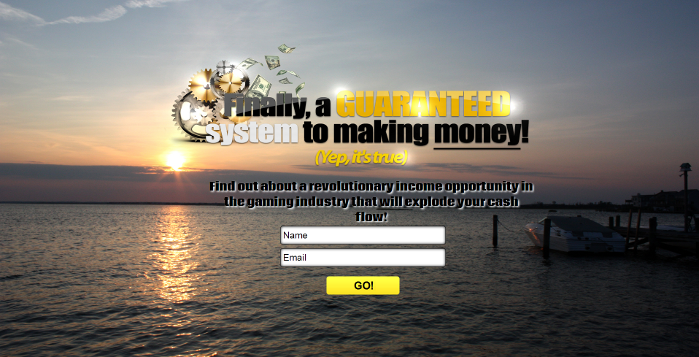 Finally, a GUARANTEED
system to making money!
(Yep, it's true)
Find out about a revolutionary income opportunity in
the gaming industry that will explode your cash
flow!
Name
Email
GO!